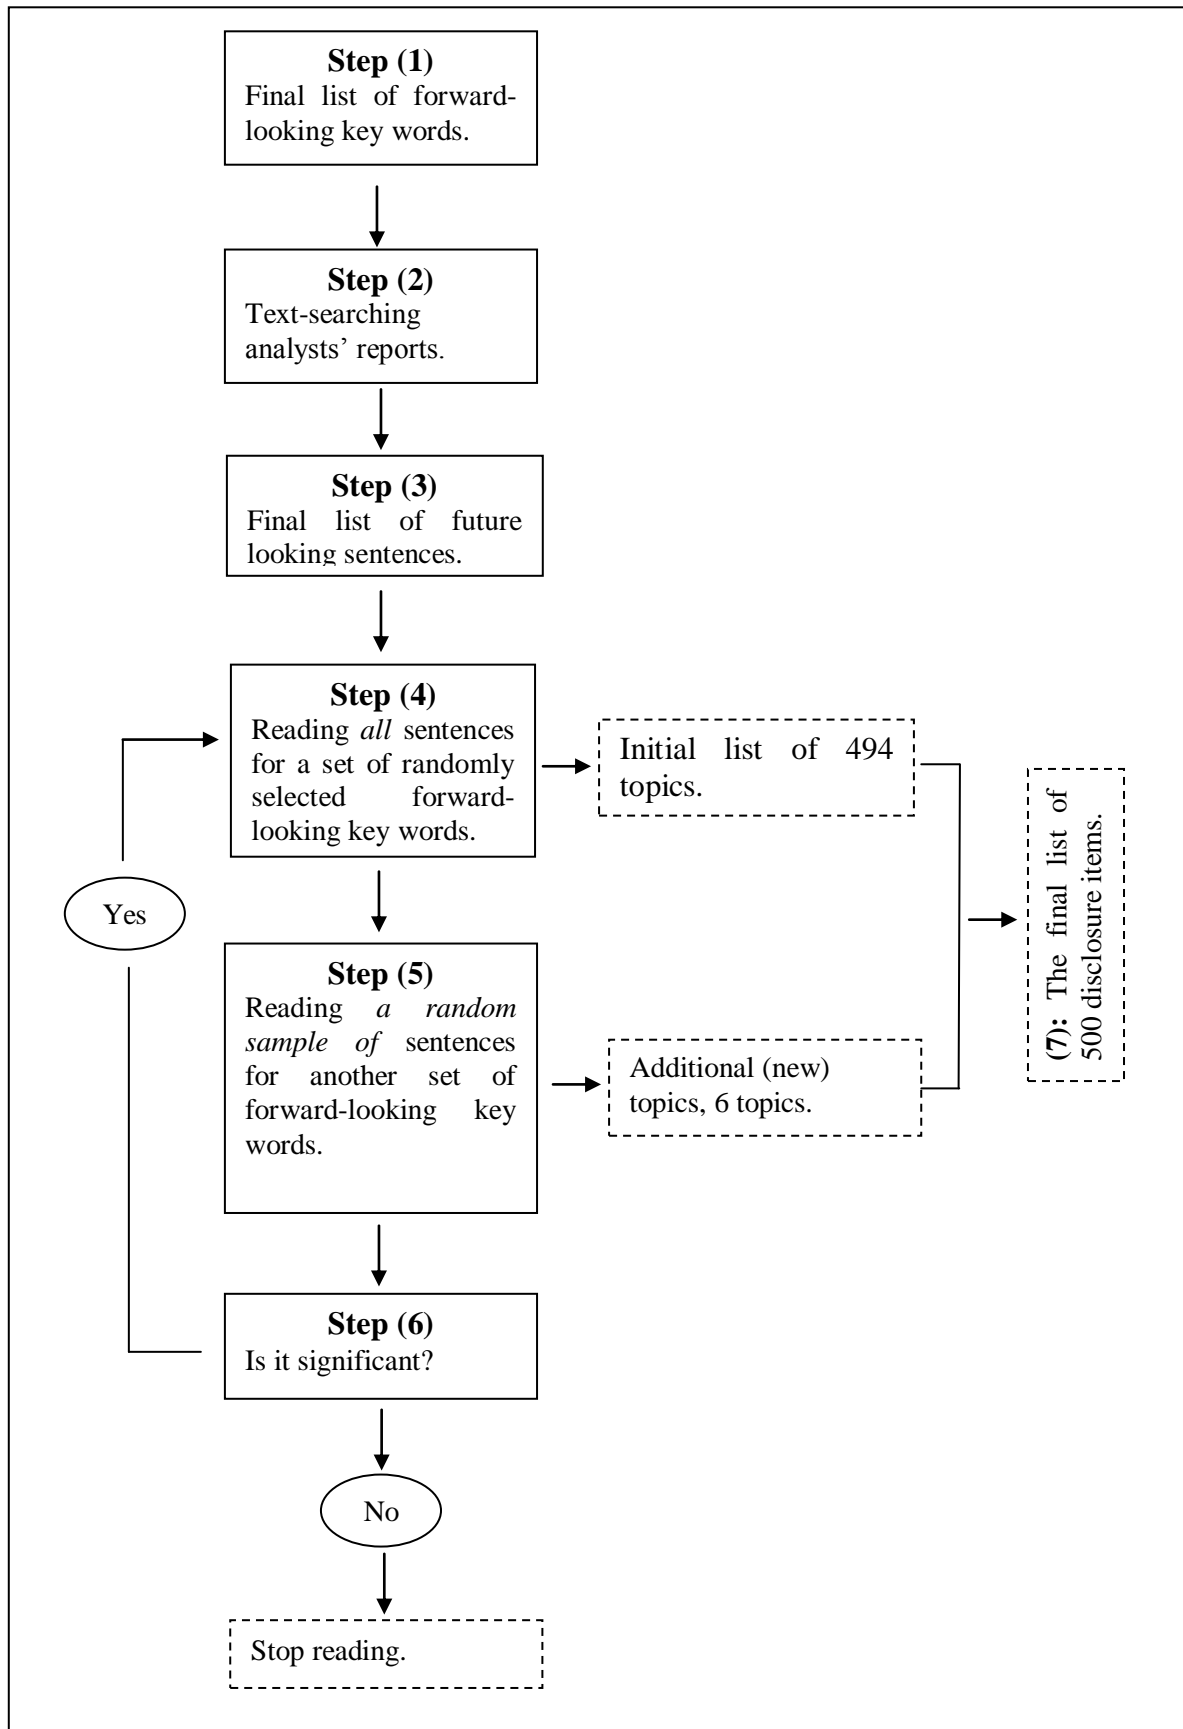 Step (1)
Final list of forward-
looking key words.
Step (2)
Text-searching
analysts’ reports.
Step (3)
Final list of future
looking sentences.
Step (4)
Reading all sentences
for a set of randomly
selected forward-
looking key words.
Initial list of 494
topics.
(7): The final list of
500 disclosure items.
Yes
Step (5)
Reading a random
sample of sentences
for another set of
forward-looking key
words.
Additional (new)
topics, 6 topics.
Step (6)
Is it significant?
No
Stop reading.